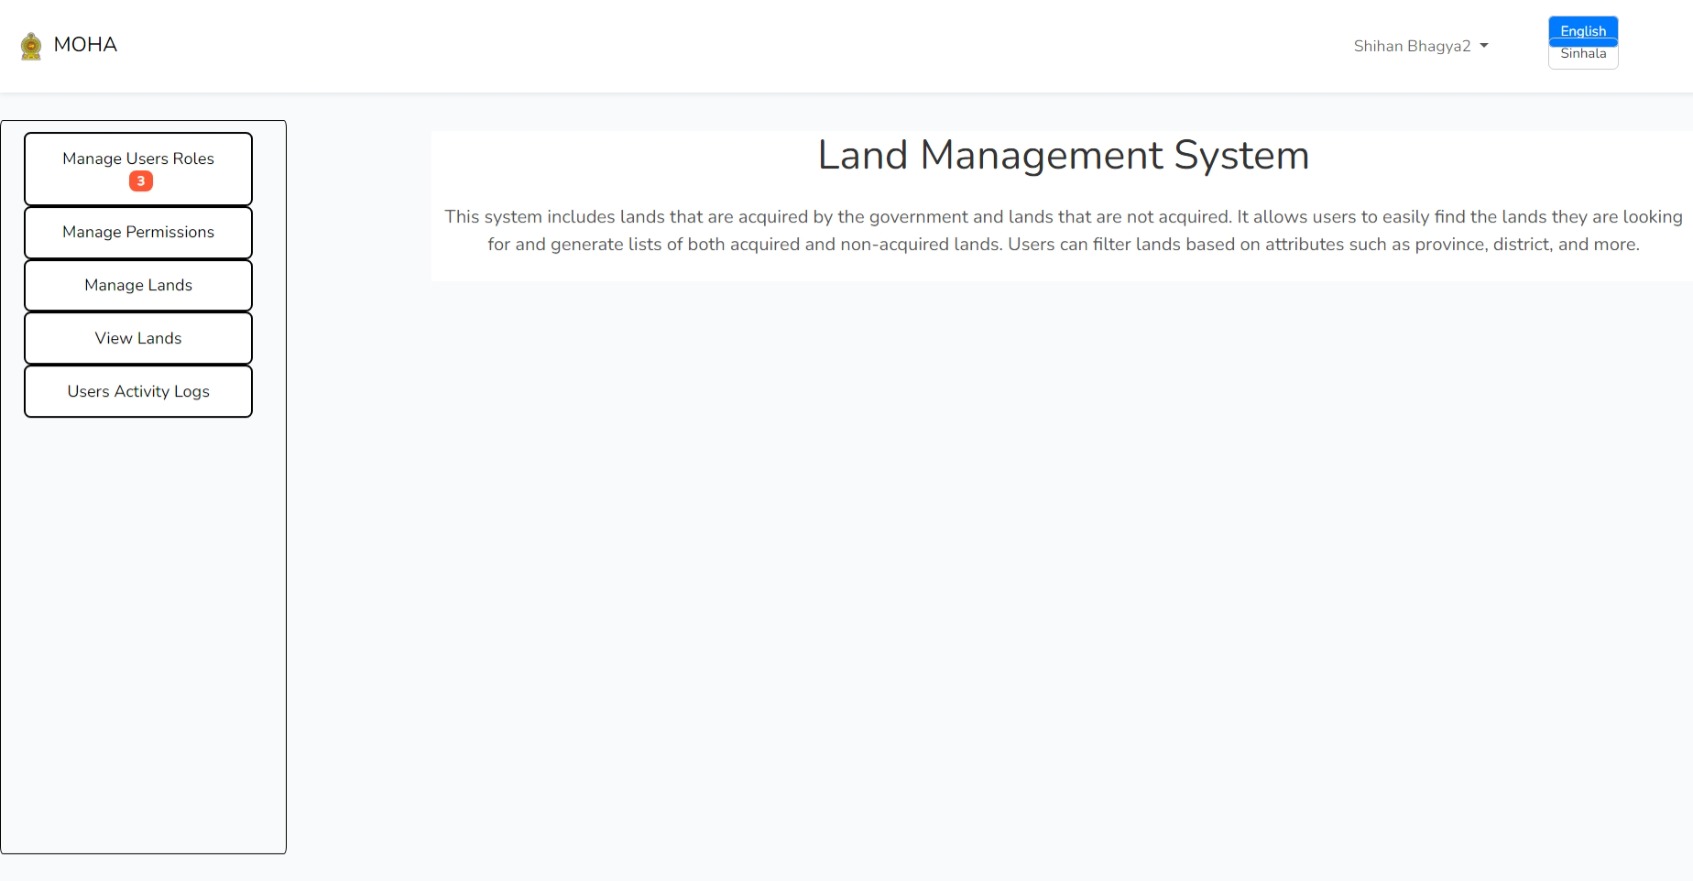 MOHA
Shihan Bhagya2
English
Sinhala
Manage Users Roles
3
Manage Permissions
Manage Lands
View Lands
Users Activity Logs
Land Management System
This system includes lands that are acquired by the government and lands that are not acquired. It allows users to easily find the lands they are looking
for and generate lists of both acquired and non-acquired lands. Users can filter lands based on attributes such as province, district, and more.